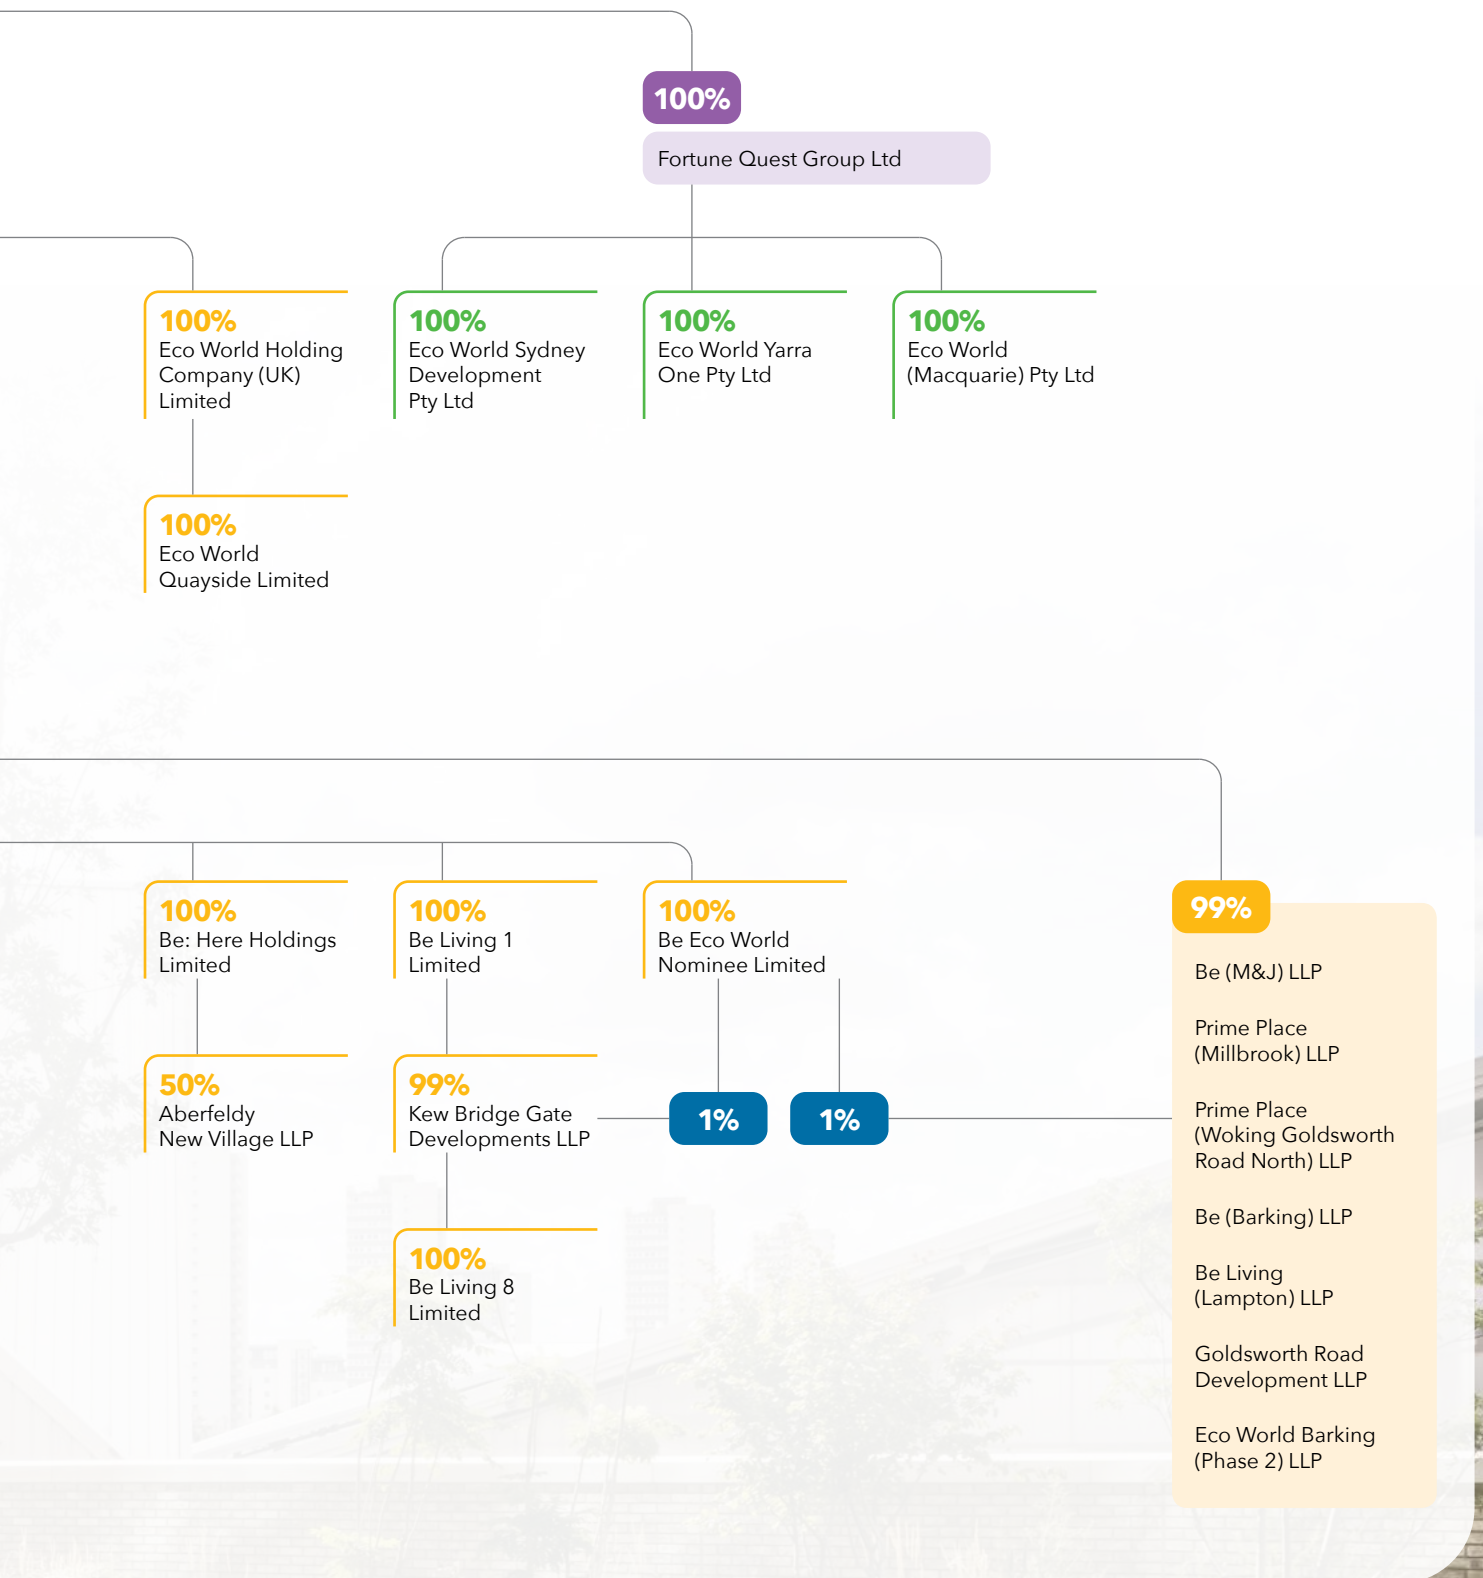 100%
Fortune Quest Group Ltd
100%
Eco World Holding
Company (UK)
Limited
100%
Eco World Sydney
Development
Pty Ltd
100%
Eco World Yarra
One Pty Ltd
100%
Eco World
(Macquarie) Pty Ltd
100%
Eco World
Quayside Limited
100%
Be: Here Holdings
Limited
100%
Be Living 1
Limited
100%
Be Eco World
Nominee Limited
50%
Aberfeldy
New Village LLP
99%
Kew Bridge Gate
Developments LLP
1%
1%
100%
Be Living 8
Limited
99%
Be (M&J) LLP
Prime Place
(Millbrook) LLP
Prime Place
(Woking Goldsworth
Road North) LLP
Be (Barking) LLP
Be Living
(Lampton) LLP
Goldsworth Road
Development LLP
Eco World Barking
(Phase 2) LLP